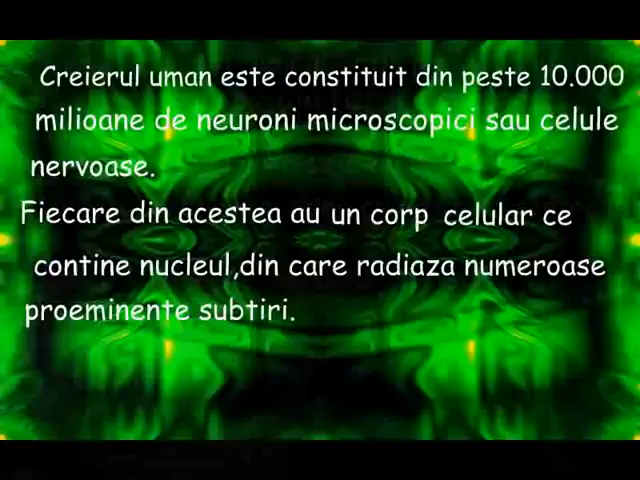 Creierul uman este constituit din peste 10.000
milioane de neuroni microscopici sau celule
nervoase.
Fiecare din acestea au un corp celular ce
contine nucleul,din care radiaza numeroase
proeminente subtiri.